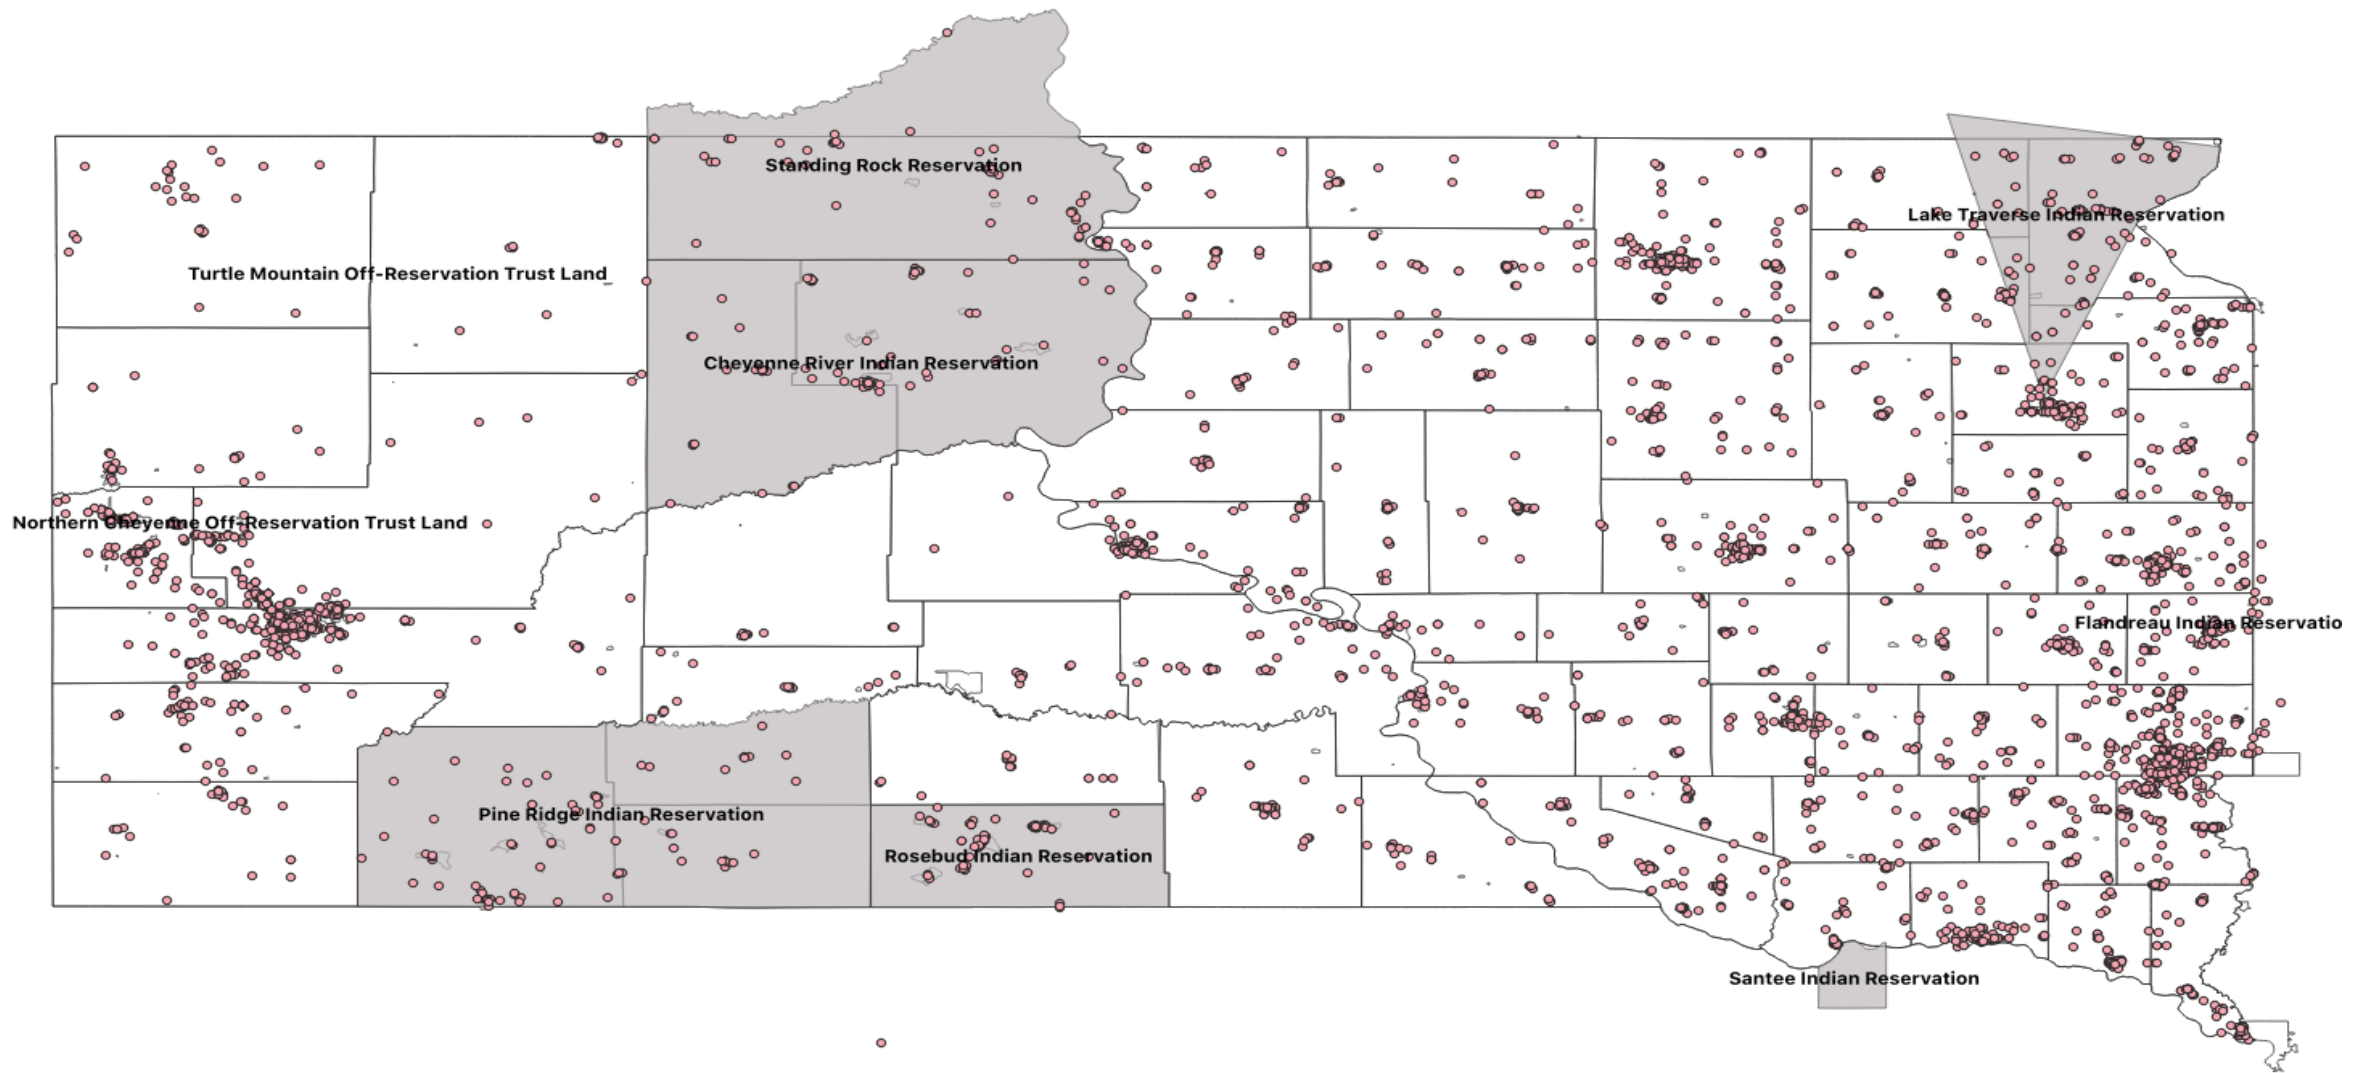 Standing Rock Reservation
Lake Traverse Indian Reservation
Turtle Mountain Off-Reservation Trust Land
Cheyenne River Indian Reservation
Northern Cheyenne Off-Reservation Trust Land
Flandreau Indian Reservatio
Pine Ridge Indian Reservation
Rosebud Indian Reservation
Santee Indian Reservation